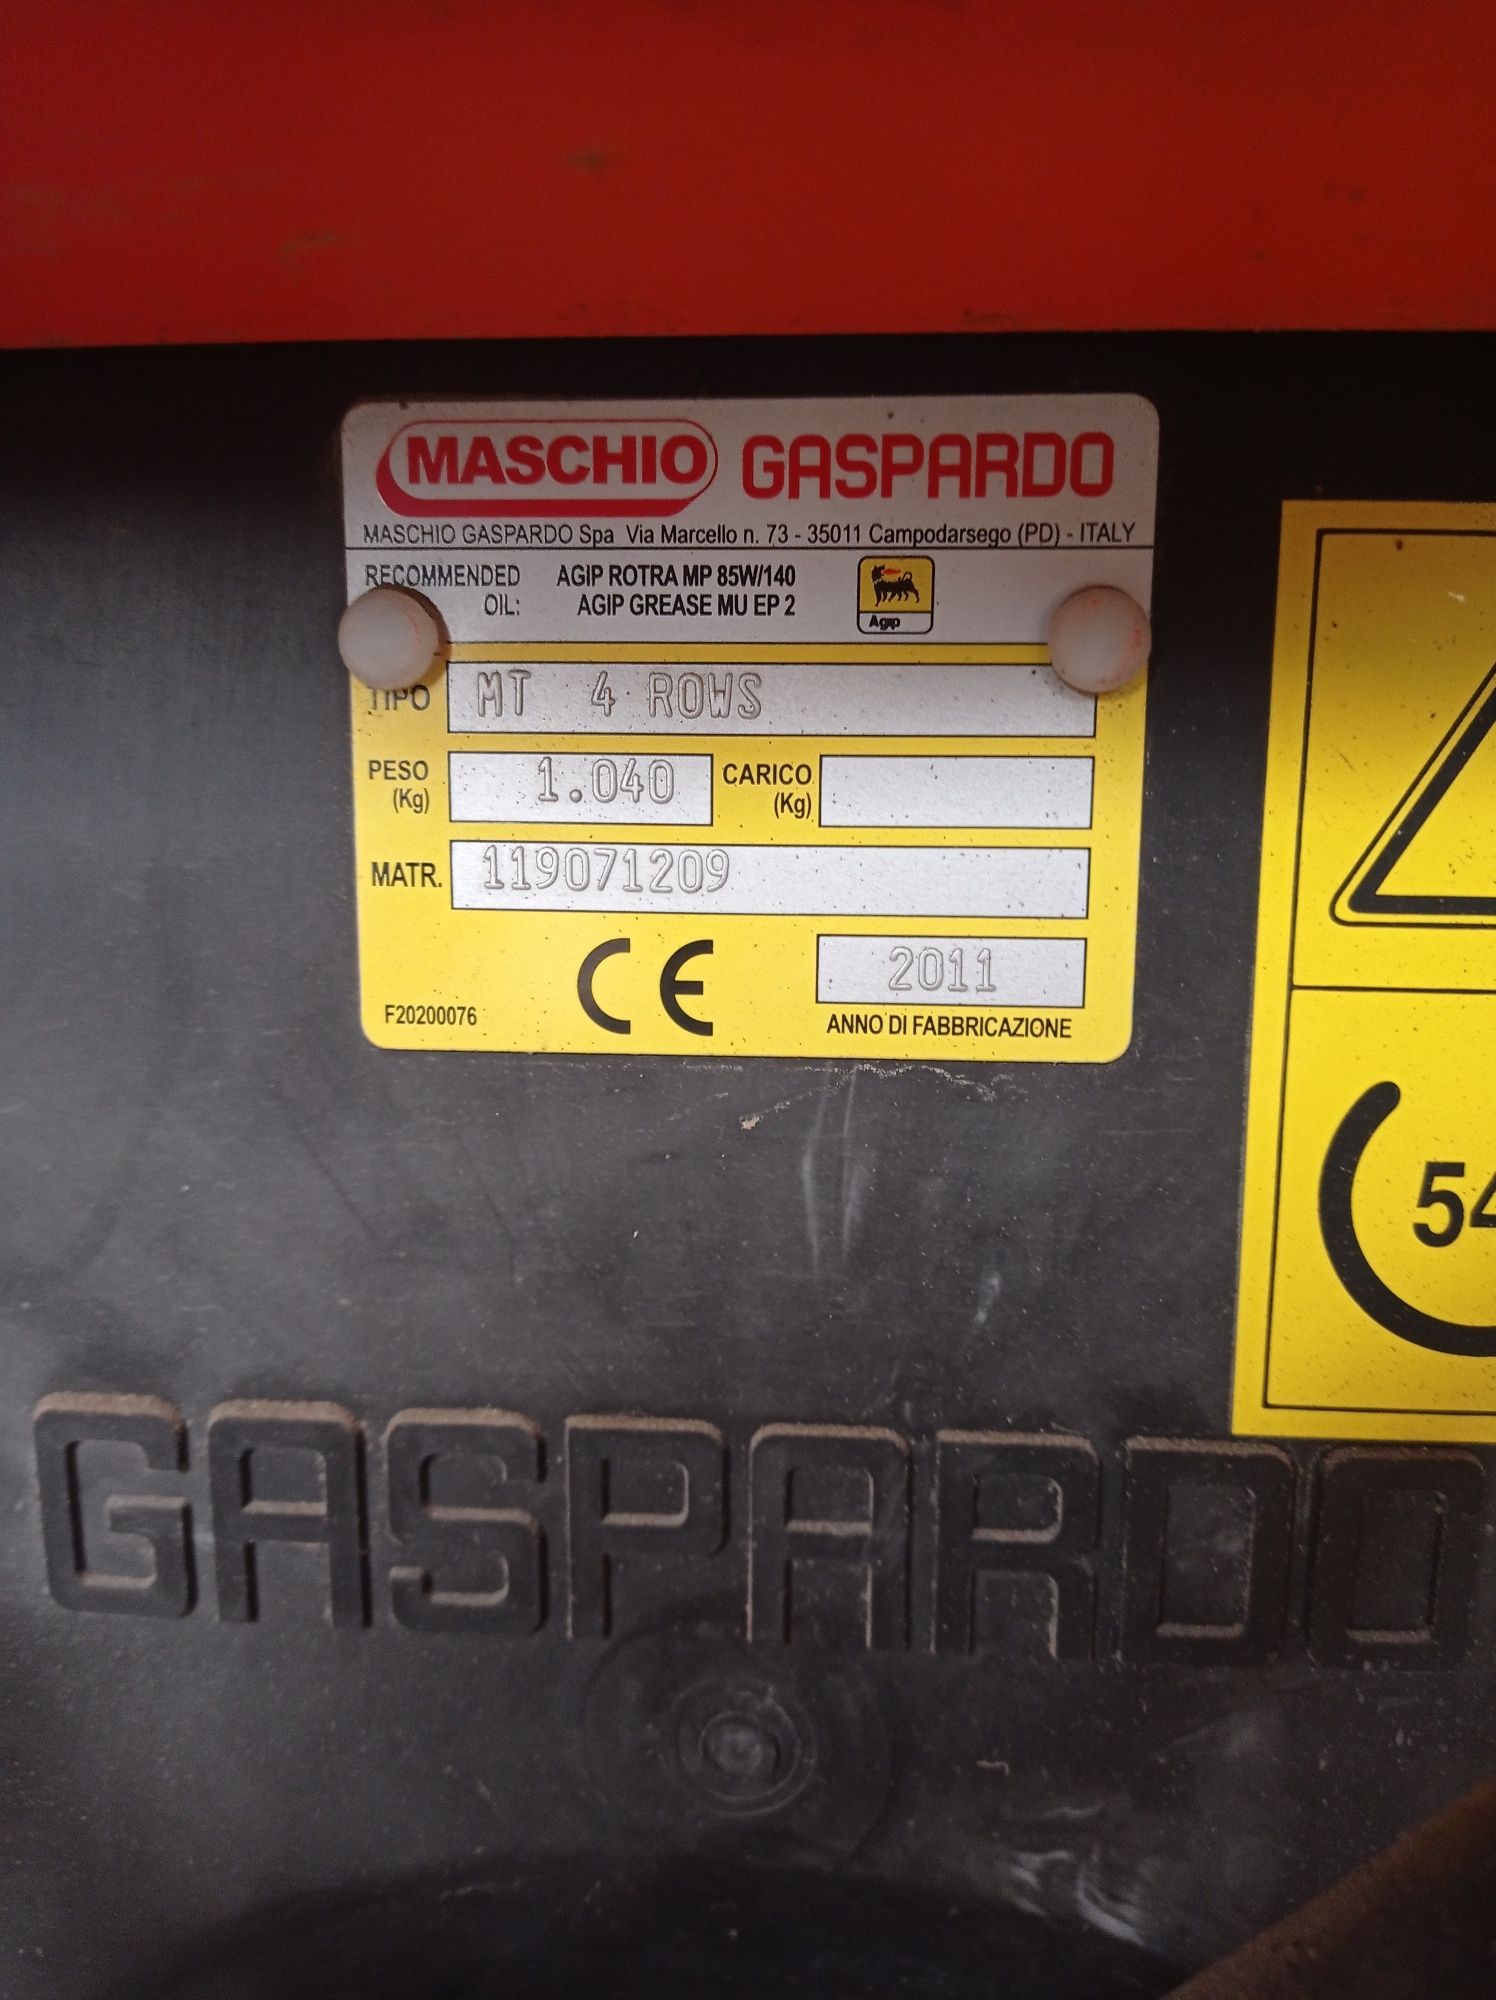 MASCHIO GASPARDO
MASCHIO GASPARDO Spa Via Marcello n. 73 - 35011 Campodarsego (PD) - ITALY
RECOMMENDED OIL: AGIP ROTRA MP 85W/140
AGIP GREASE MU EP 2
Agip
TIPO MT 4 ROWS
PESO (Kg) 1.040 CARICO (Kg)
MATR. 119071209
CE 2011
F20200076 ANNO DI FABBRICAZIONE
GASPARDO